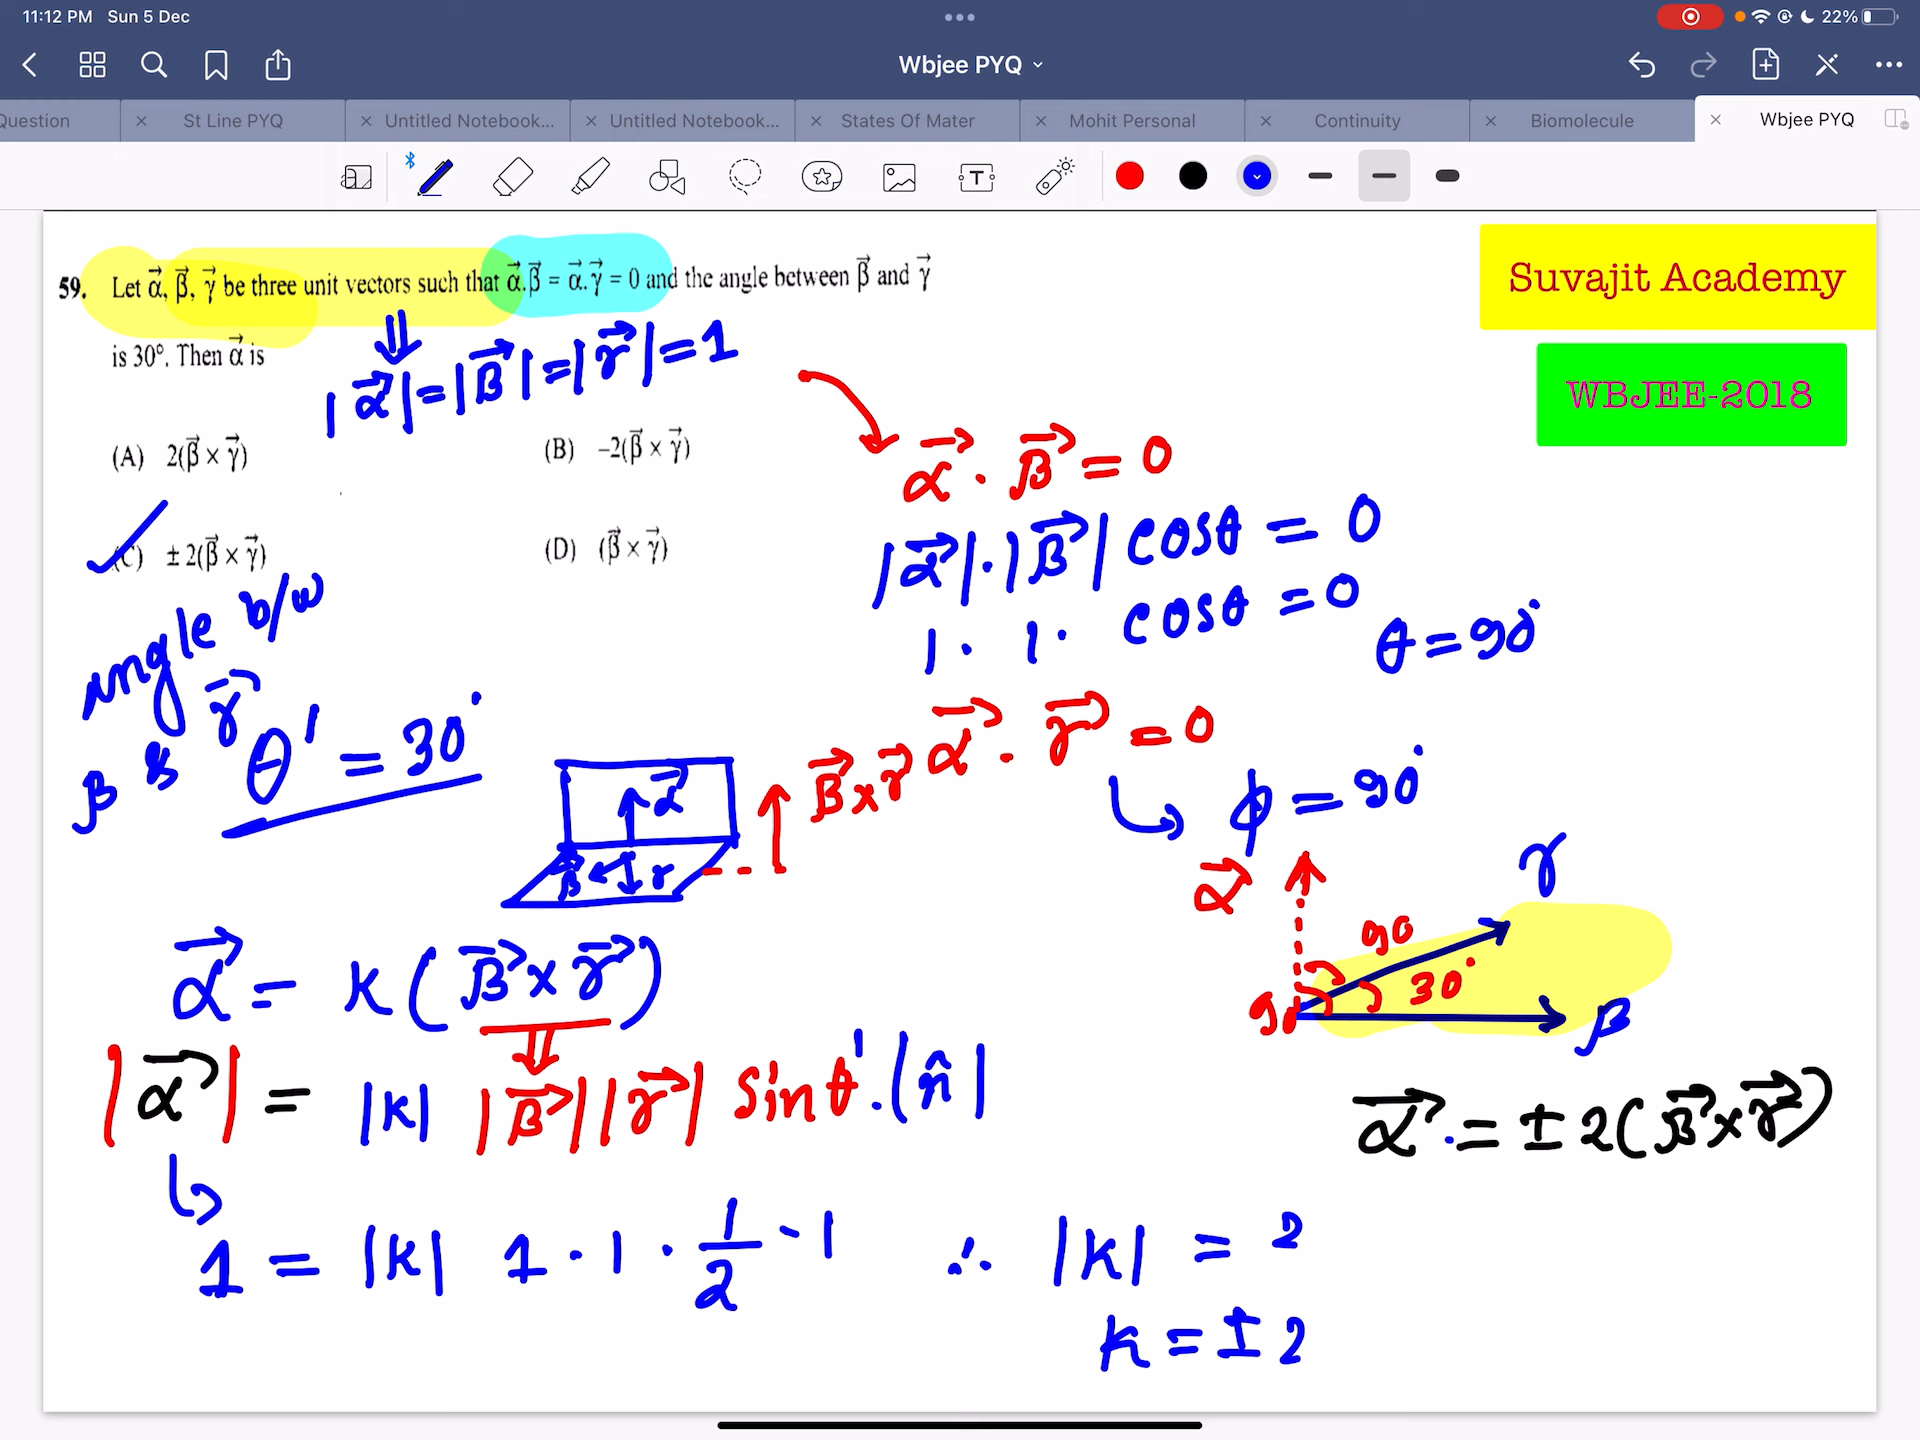 11:12 PM Sun 5 Dec
22%
Wbjee PYQ
Question
St Line PYQ
Untitled Notebook...
Untitled Notebook...
States Of Mater
Mohit Personal
Continuity
Biomolecule
Wbjee PYQ
Suvajit Academy
WBJEE-2018
59. Let α⃗, β⃗, γ⃗ be three unit vectors such that α⃗.β⃗ = α⃗.γ⃗ = 0 and the angle between β⃗ and γ⃗
is 30°. Then α⃗ is
|α⃗| = |β⃗| = |γ⃗| = 1
(A) 2(β⃗ × γ⃗)
(B) −2(β⃗ × γ⃗)
(C) ± 2(β⃗ × γ⃗)
(D) (β⃗ × γ⃗)
α⃗ . β⃗ = 0
|α⃗|.|β⃗| cosθ = 0
1. 1. cosθ = 0
θ = 90°
angle b/w
β & γ⃗ θ' = 30°
α⃗ . γ⃗ = 0
ϕ = 90°
α⃗
β⃗ γ
β⃗ × γ⃗
α⃗
γ
90
30°
90
β
α⃗ = k(β⃗ × γ⃗)
|α⃗| = |k| |β⃗||γ⃗| sinθ'.|n̂|
α⃗ = ± 2(β⃗ × γ⃗)
1 = |k| 1 . 1 . 1/2 - 1
∴ |k| = 2
k = ± 2